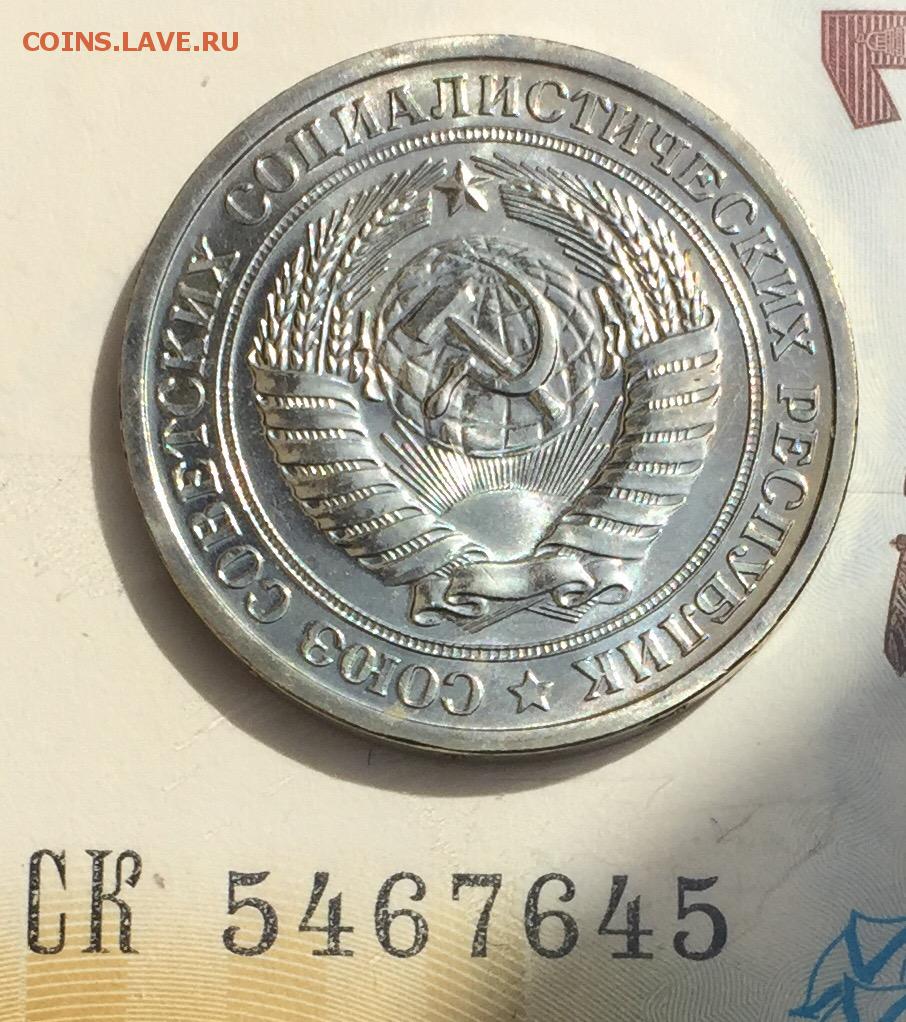 COINS.LAVE.RU
СОЮЗ СОВЕТСКИХ СОЦИАЛИСТИЧЕСКИХ РЕСПУБЛИК
СК 5467645